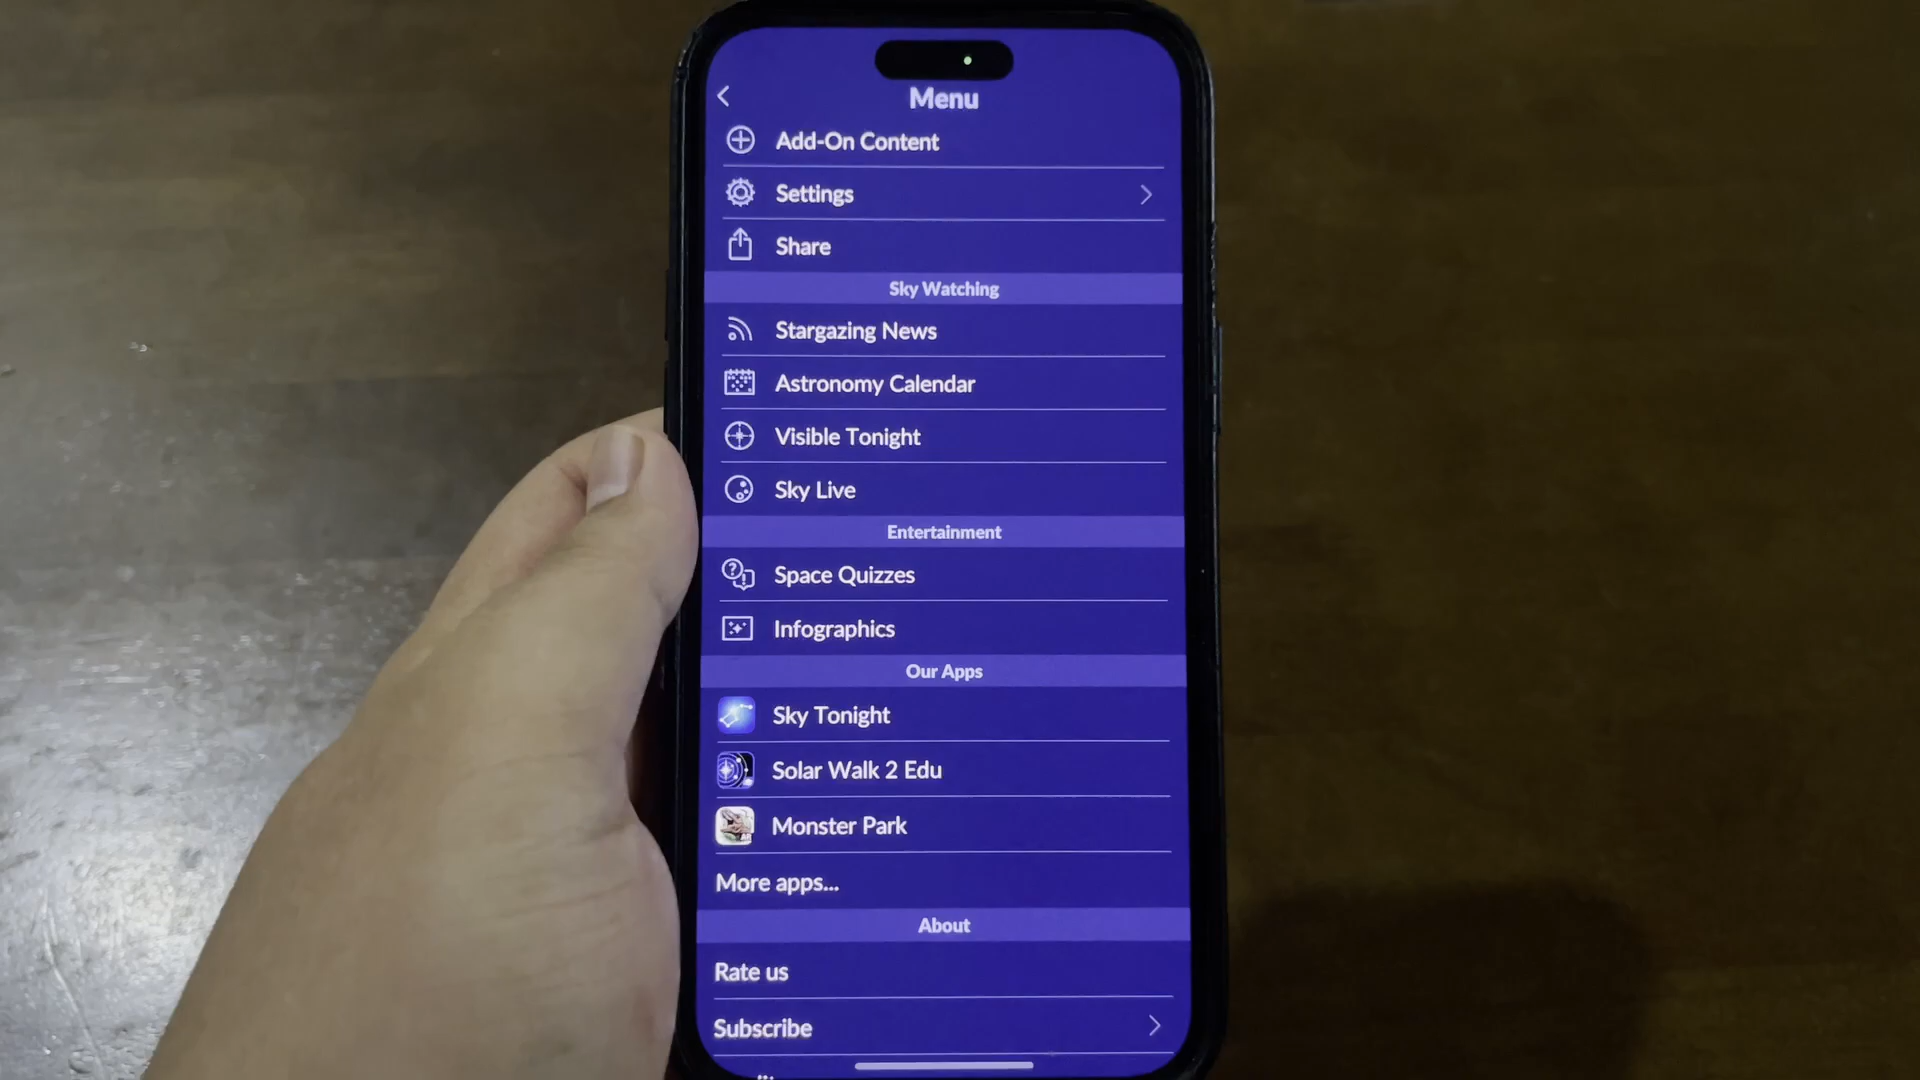 Menu
Add-On Content
Settings
Share
Sky Watching
Stargazing News
Astronomy Calendar
Visible Tonight
Sky Live
Entertainment
Space Quizzes
Infographics
Our Apps
Sky Tonight
Solar Walk 2 Edu
Monster Park
More apps...
About
Rate us
Subscribe